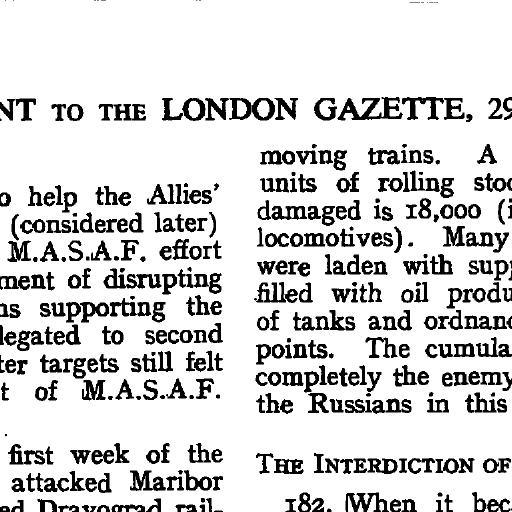 NT TO THE LONDON GAZETTE, 29
o help the Allies'
(considered later)
M.A.S.A.F. effort
ment of disrupting
ns supporting the
legated to second
ter targets still felt
t of M.A.S.A.F.
first week of the
attacked Maribor
ed Dravograd rail-
moving trains. A
units of rolling stoc
damaged is 18,000 (i
locomotives). Many
were laden with supp
filled with oil produ
of tanks and ordnanc
points. The cumula
completely the enemy
the Russians in this
THE INTERDICTION OF
182. When it bec